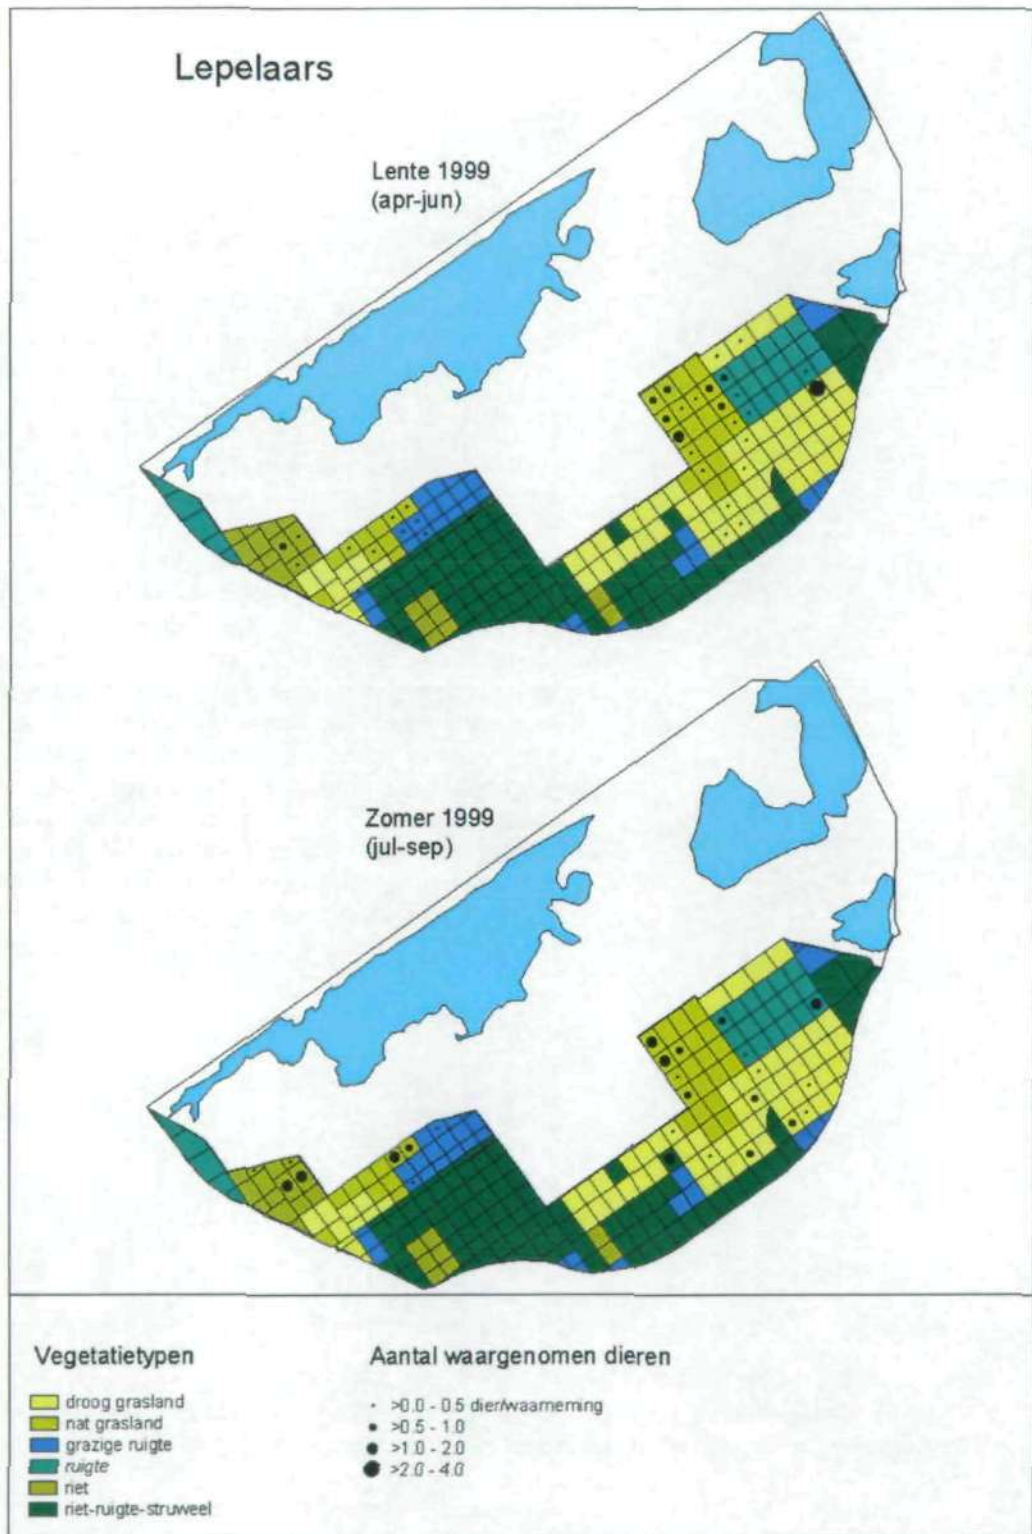 Lepelaars
Lente 1999
(apr-jun)
Zomer 1999
(jul-sep)
Vegetatietypen
droog grasland
nat grasland
grazige ruigte
ruigte
riet
riet-ruigte-struweel
Aantal waargenomen dieren
>0.0 - 0.5 dier/waarneming
>0.5 - 1.0
>1.0 - 2.0
>2.0 - 4.0